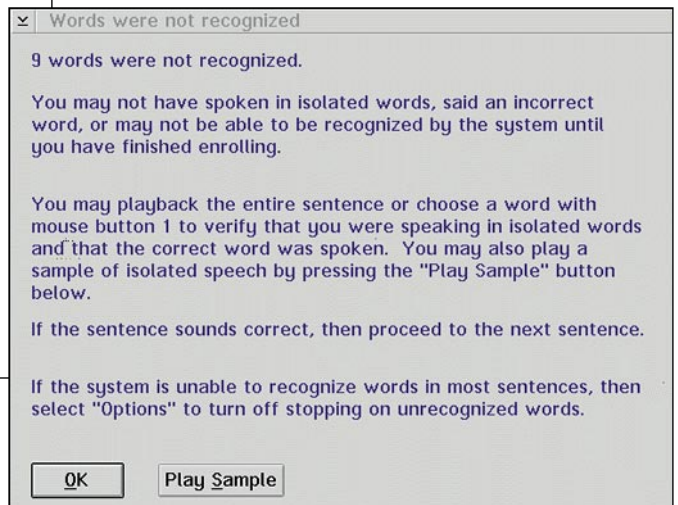 Words were not recognized
9 words were not recognized.
You may not have spoken in isolated words, said an incorrect
word, or may not be able to be recognized by the system until
you have finished enrolling.
You may playback the entire sentence or choose a word with
mouse button 1 to verify that you were speaking in isolated words
and that the correct word was spoken. You may also play a
sample of isolated speech by pressing the "Play Sample" button
below.
If the sentence sounds correct, then proceed to the next sentence.
If the system is unable to recognize words in most sentences, then
select "Options" to turn off stopping on unrecognized words.
OK
Play Sample